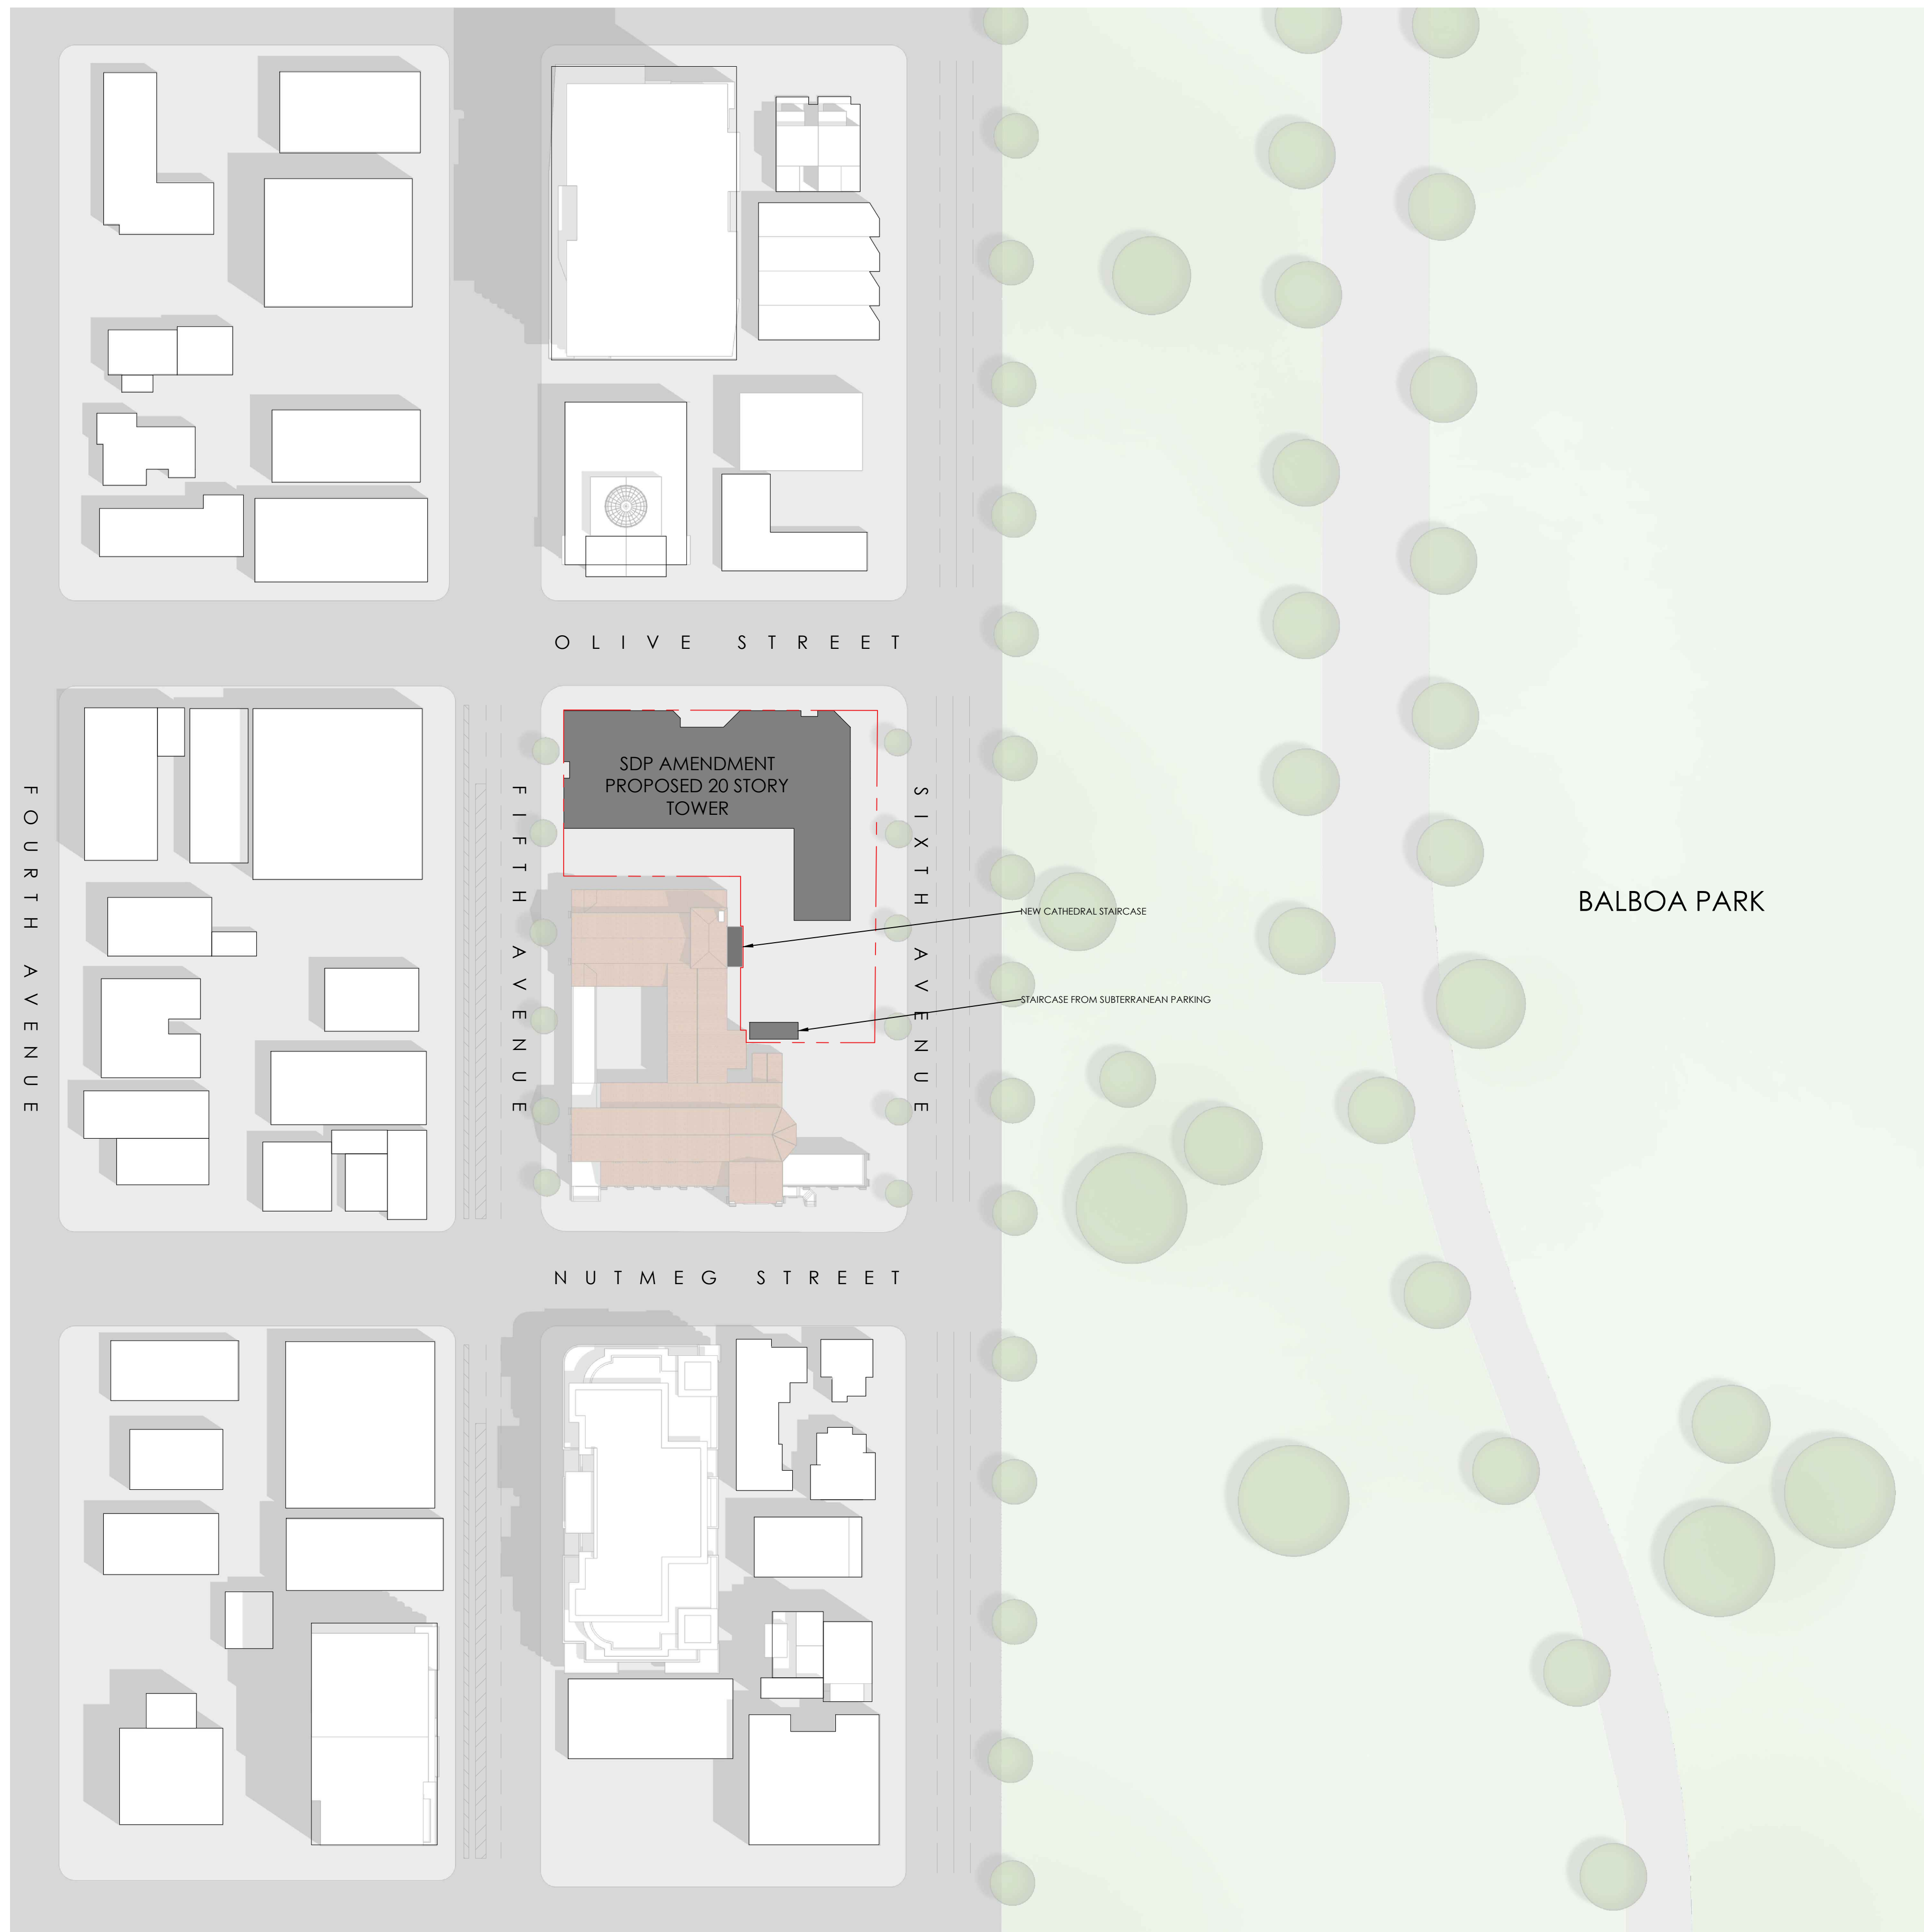 OLIVE STREET
SDP AMENDMENT
PROPOSED 20 STORY
TOWER
FOURTH AVENUE
FIFTH AVENUE
SIXTH AVENUE
BALBOA PARK
NEW CATHEDRAL STAIRCASE
STAIRCASE FROM SUBTERRANEAN PARKING
NUTMEG STREET